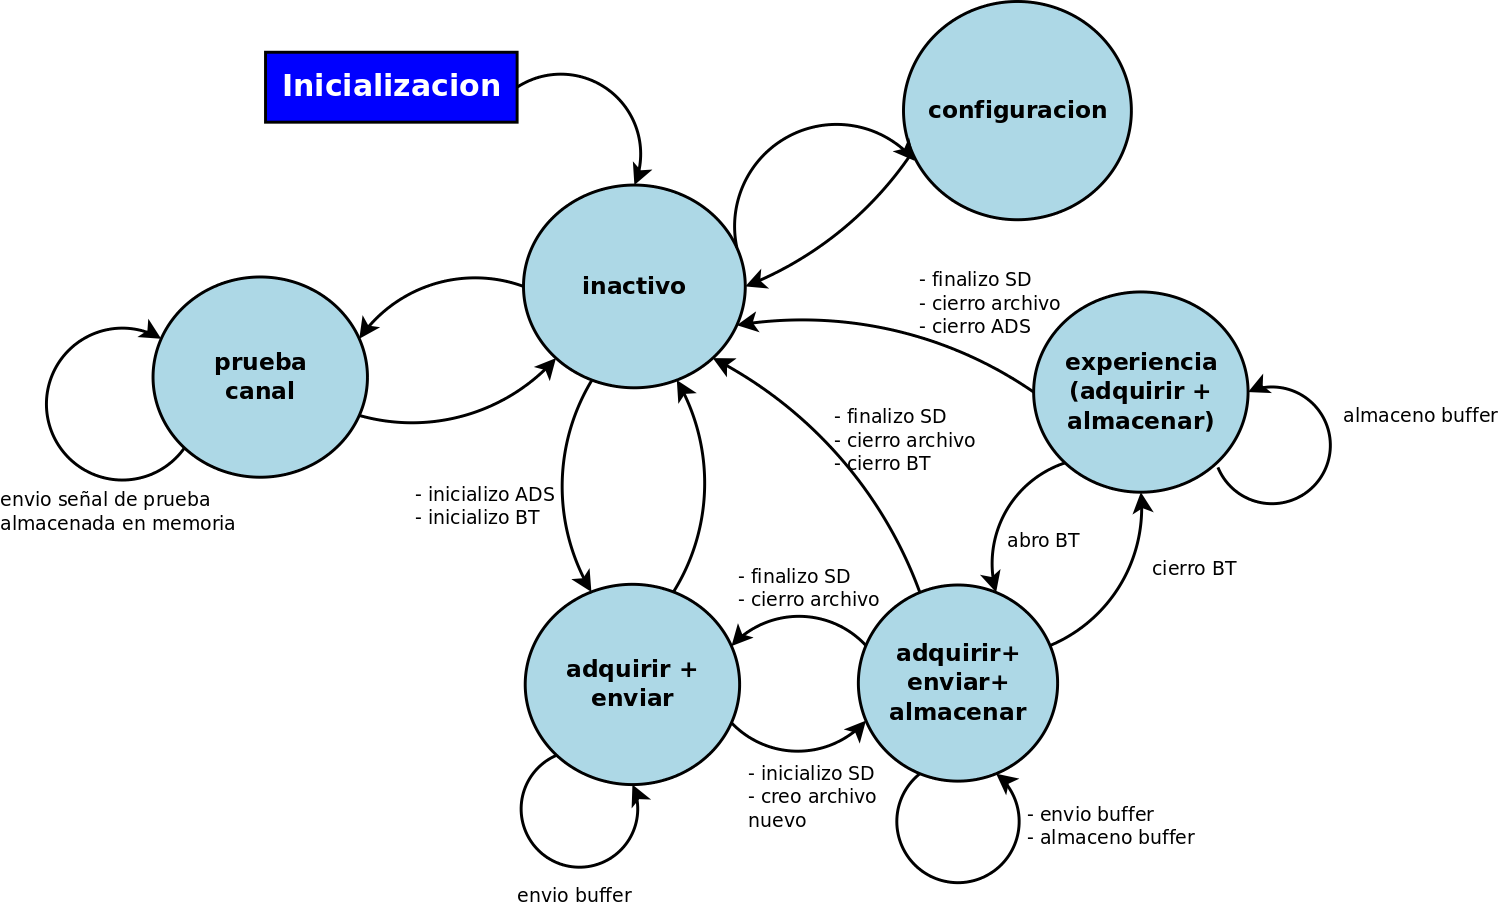 Inicializacion
configuracion
inactivo
- finalizo SD
- cierro archivo
- cierro ADS
prueba
canal
experiencia
(adquirir +
almacenar)
almaceno buffer
- finalizo SD
- cierro archivo
- cierro BT
envio señal de prueba
almacenada en memoria
- inicializo ADS
- inicializo BT
abro BT
cierro BT
- finalizo SD
- cierro archivo
adquirir +
enviar
adquirir+
enviar+
almacenar
- inicializo SD
- creo archivo
nuevo
- envio buffer
- almaceno buffer
envio buffer